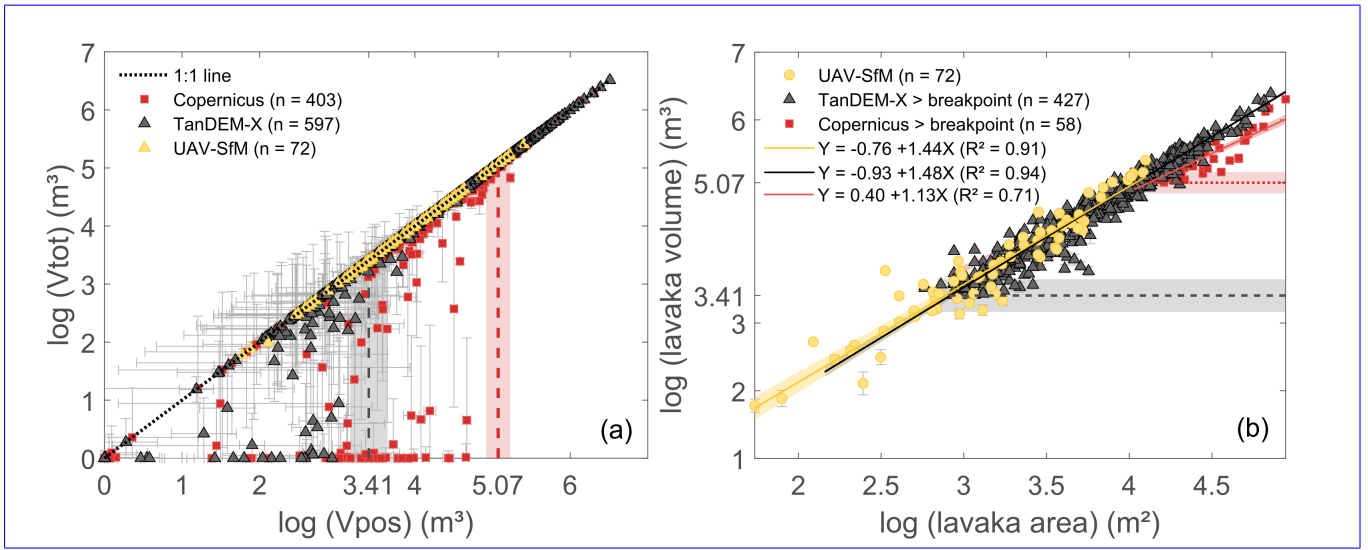 7
6
5
4
3
2
1
0
log (Vtot) (m³)
1:1 line
Copernicus (n = 403)
TanDEM-X (n = 597)
UAV-SfM (n = 72)
(a)
0 1 2 3.41 4 5.07 6
log (Vpos) (m³)
7
6
5.07
3.41
3
2
1
log (lavaka volume) (m³)
UAV-SfM (n = 72)
TanDEM-X > breakpoint (n = 427)
Copernicus > breakpoint (n = 58)
Y = -0.76 +1.44X (R² = 0.91)
Y = -0.93 +1.48X (R² = 0.94)
Y = 0.40 +1.13X (R² = 0.71)
(b)
2 2.5 3 3.5 4 4.5
log (lavaka area) (m²)